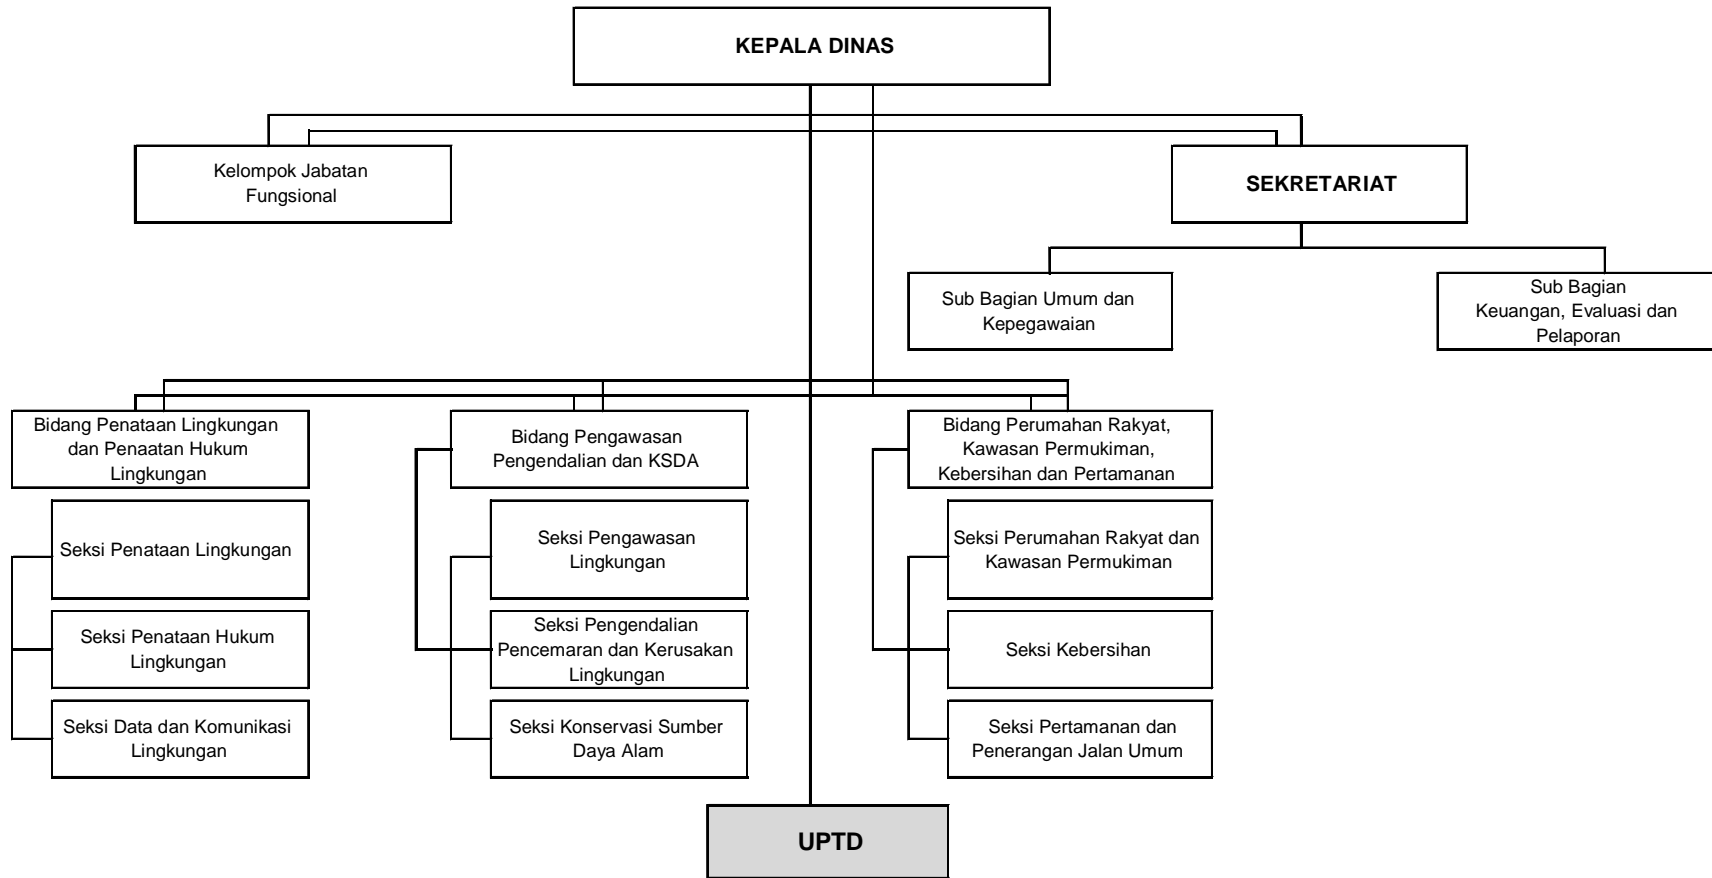 KEPALA DINAS
Kelompok Jabatan
Fungsional
SEKRETARIAT
Sub Bagian Umum dan
Kepegawaian
Sub Bagian
Keuangan, Evaluasi dan
Pelaporan
Bidang Penataan Lingkungan
dan Penaatan Hukum
Lingkungan
Bidang Pengawasan
Pengendalian dan KSDA
Bidang Perumahan Rakyat,
Kawasan Permukiman,
Kebersihan dan Pertamanan
Seksi Penataan Lingkungan
Seksi Pengawasan
Lingkungan
Seksi Perumahan Rakyat dan
Kawasan Permukiman
Seksi Penataan Hukum
Lingkungan
Seksi Pengendalian
Pencemaran dan Kerusakan
Lingkungan
Seksi Kebersihan
Seksi Data dan Komunikasi
Lingkungan
Seksi Konservasi Sumber
Daya Alam
Seksi Pertamanan dan
Penerangan Jalan Umum
UPTD